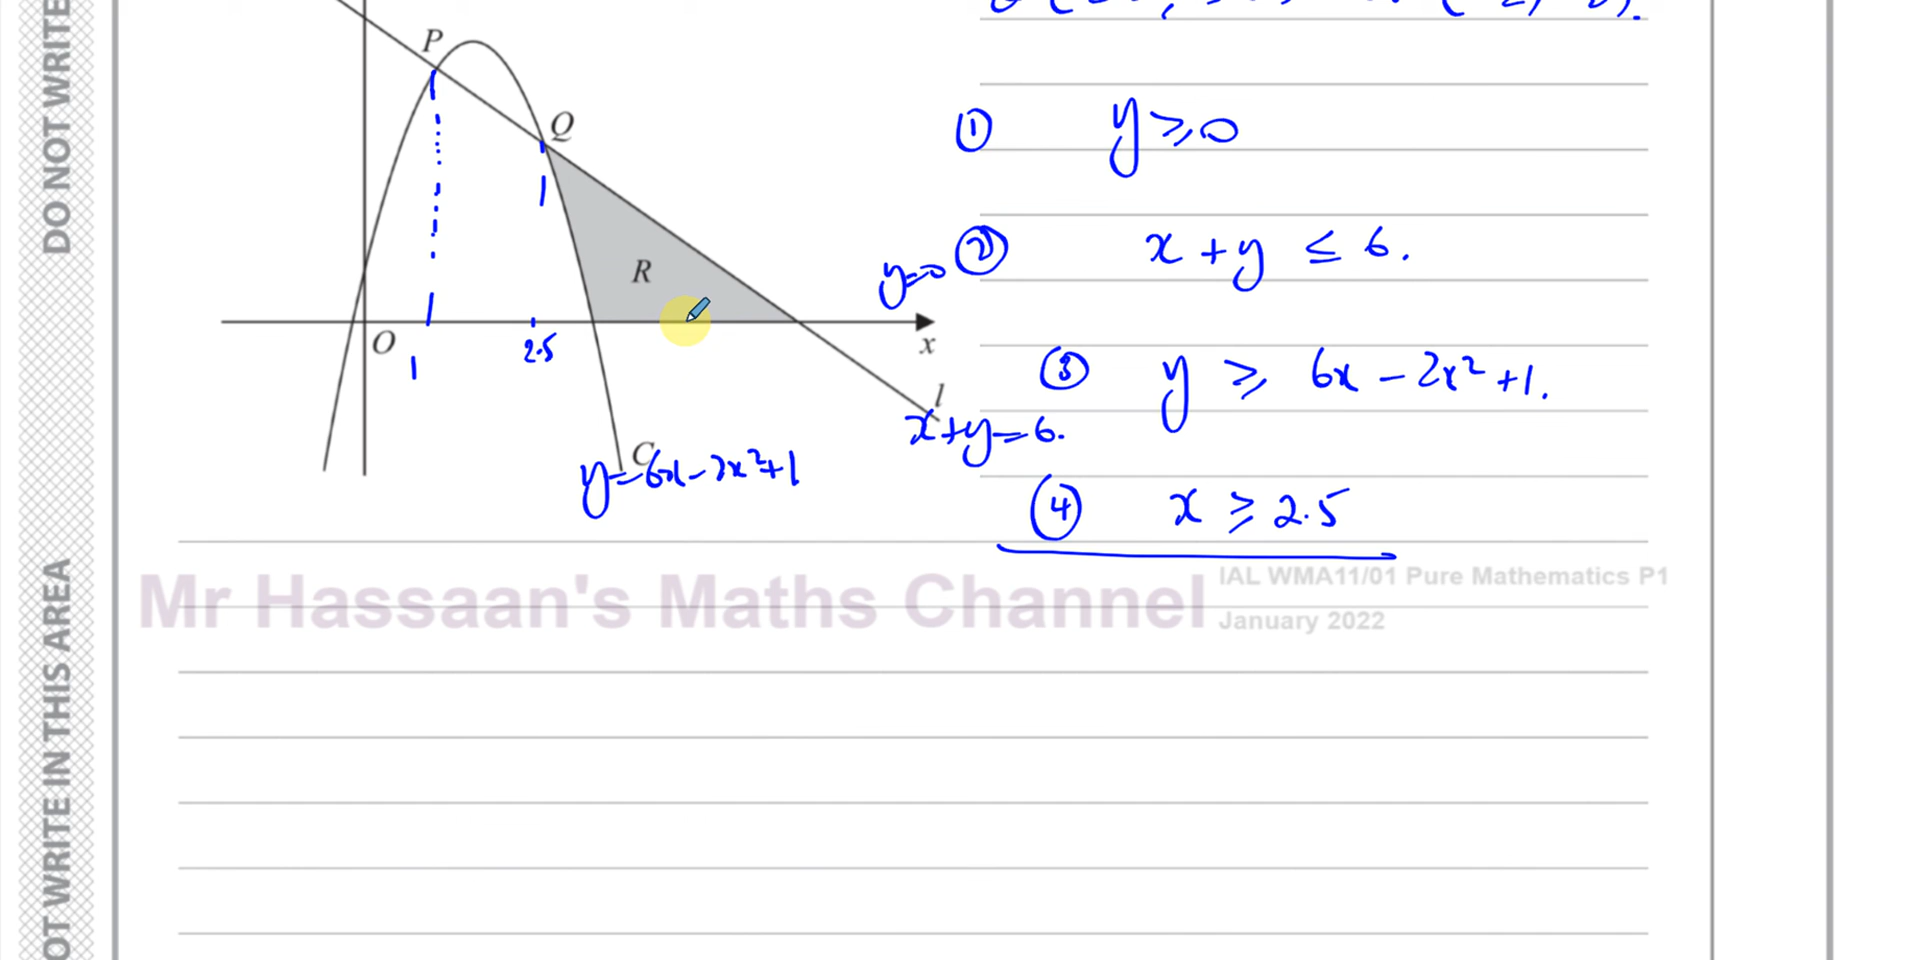 DO NOT WRITE
OT WRITE IN THIS AREA
P
Q
R
O
x
l
C
1
2.5
y=0
x+y=6.
y=6x-2x²+1
① y ⩾ 0
② x + y ≤ 6.
③ y ⩾ 6x - 2x² + 1.
④ x ⩾ 2.5
Mr Hassaan's Maths Channel
IAL WMA11/01 Pure Mathematics P1
January 2022